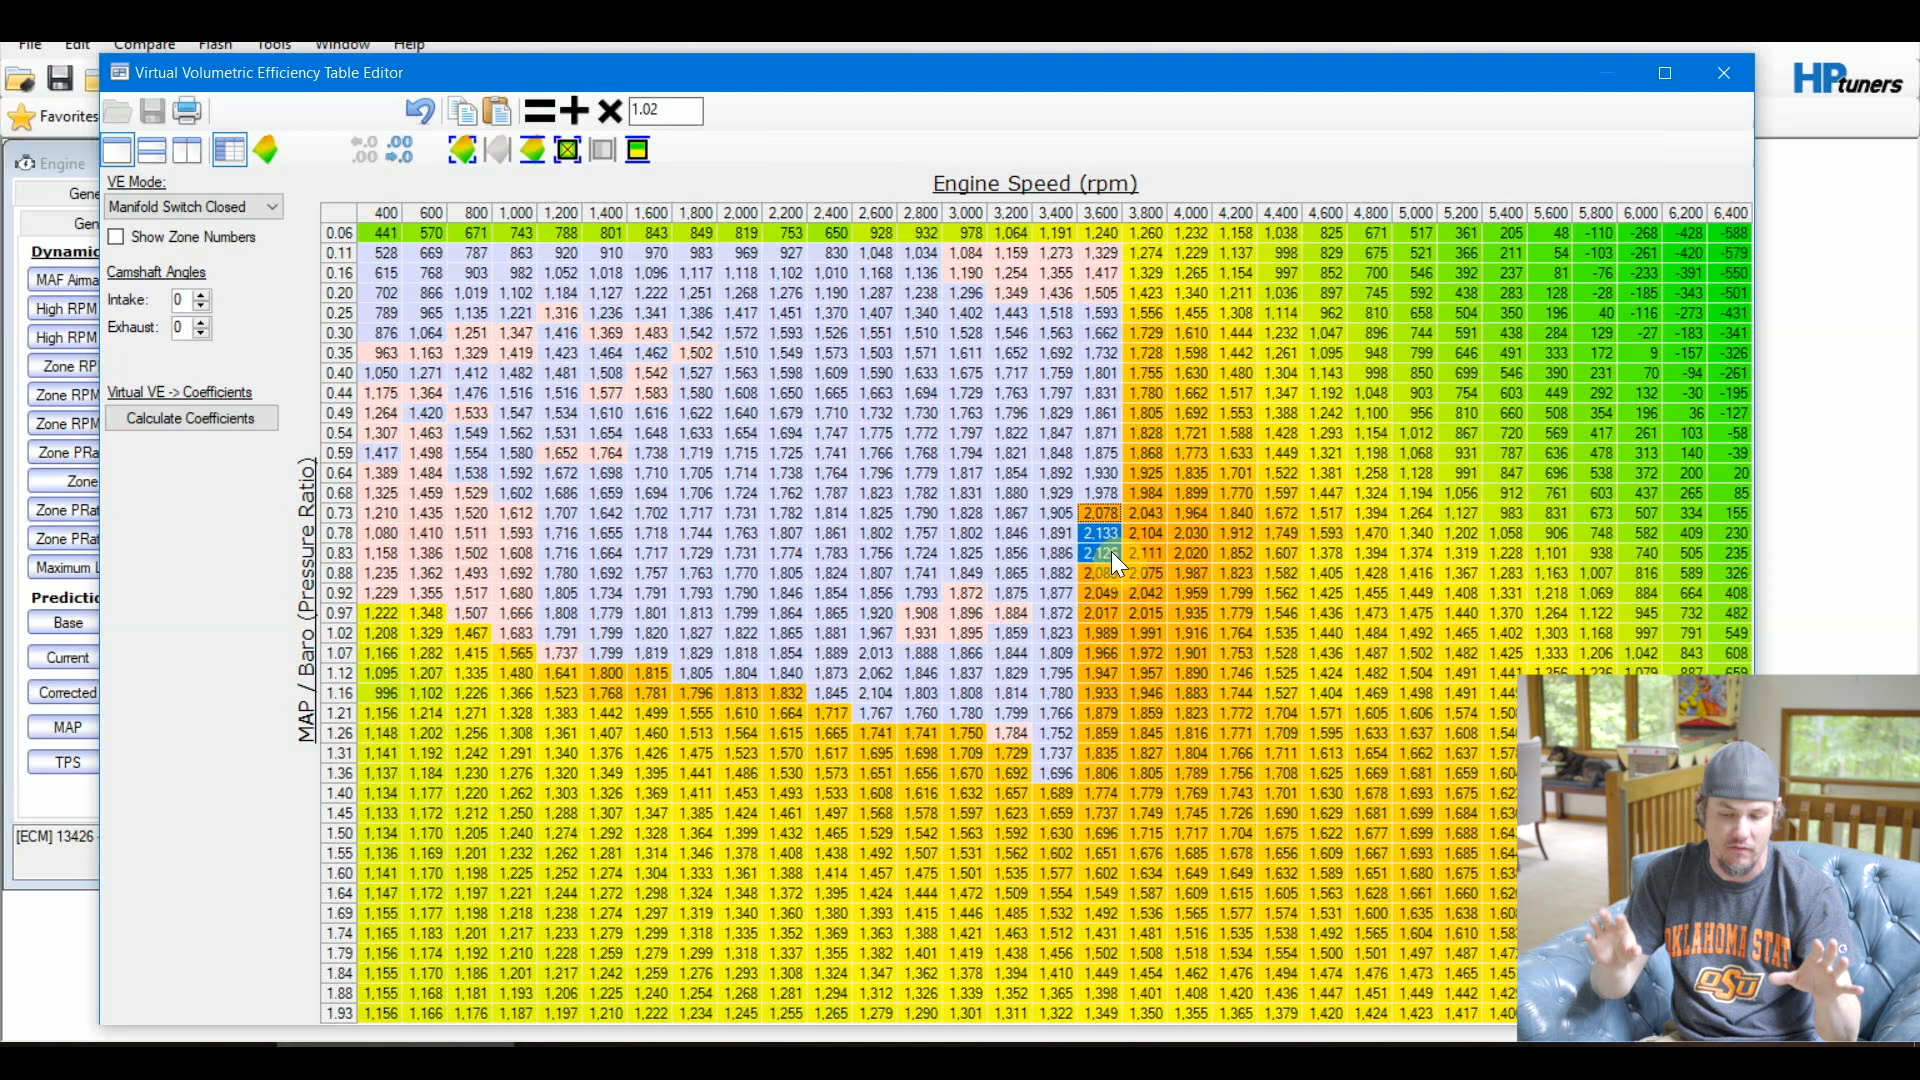 File Edit Compare Flash Tools Window Help
Virtual Volumetric Efficiency Table Editor
HPtuners
Favorites
1.02
Engine
VE Mode:
Manifold Switch Closed
Show Zone Numbers
Camshaft Angles
Intake: 0
Exhaust: 0
Virtual VE -> Coefficients
Calculate Coefficients
Dynamic
High RPM
High RPM
Zone RPM
Zone RPM
Zone
Base
Current
Corrected
MAP
TPS
[ECM] 13426
Engine Speed (rpm)
MAP / Baro (Pressure Ratio)
400 600 800 1,000 1,200 1,400 1,600 1,800 2,000 2,200 2,400 2,600 2,800 3,000 3,200 3,400 3,600 3,800 4,000 4,200 4,400 4,600 4,800 5,000 5,200 5,400 5,600 5,800 6,000 6,200 6,400
0.06 441 570 671 743 788 801 843 849 819 753 650 928 932 978 1,064 1,191 1,240 1,260 1,232 1,158 1,038 825 671 517 361 205 48 -110 -268 -428 -588
0.11 528 669 787 863 920 910 970 983 969 927 830 1,048 1,034 1,084 1,159 1,273 1,329 1,274 1,229 1,137 998 829 675 521 366 211 54 -103 -261 -420 -579
0.16 615 768 903 982 1,052 1,018 1,096 1,117 1,118 1,102 1,010 1,168 1,136 1,190 1,254 1,355 1,417 1,329 1,265 1,154 997 852 700 546 392 237 81 -76 -233 -391 -550
0.20 702 866 1,019 1,102 1,184 1,127 1,222 1,251 1,268 1,276 1,190 1,287 1,238 1,296 1,349 1,436 1,505 1,423 1,340 1,211 1,036 897 745 592 438 283 128 -28 -185 -343 -501
0.25 789 965 1,135 1,221 1,316 1,236 1,341 1,386 1,417 1,451 1,370 1,407 1,340 1,402 1,443 1,518 1,593 1,556 1,455 1,308 1,114 962 810 658 504 350 196 40 -116 -273 -431
0.30 876 1,064 1,251 1,347 1,416 1,369 1,483 1,542 1,572 1,593 1,526 1,551 1,510 1,528 1,546 1,563 1,662 1,729 1,610 1,444 1,232 1,047 896 744 591 438 284 129 -27 -183 -341
0.35 963 1,163 1,329 1,419 1,423 1,464 1,462 1,502 1,510 1,549 1,573 1,503 1,571 1,611 1,652 1,692 1,732 1,728 1,598 1,442 1,261 1,095 948 799 646 491 333 172 9 -157 -326
0.40 1,050 1,271 1,412 1,482 1,481 1,508 1,542 1,527 1,563 1,598 1,609 1,590 1,633 1,675 1,717 1,759 1,801 1,755 1,630 1,480 1,304 1,143 998 850 699 546 390 231 70 -94 -261
0.44 1,175 1,364 1,476 1,516 1,516 1,577 1,583 1,580 1,608 1,650 1,665 1,663 1,694 1,729 1,763 1,797 1,831 1,780 1,662 1,517 1,347 1,192 1,048 903 754 603 449 292 132 -30 -195
0.49 1,264 1,420 1,533 1,547 1,534 1,610 1,616 1,622 1,640 1,679 1,710 1,732 1,730 1,763 1,796 1,829 1,861 1,805 1,692 1,553 1,388 1,242 1,100 956 810 660 508 354 196 36 -127
0.54 1,307 1,463 1,549 1,562 1,531 1,654 1,648 1,633 1,654 1,694 1,747 1,775 1,772 1,797 1,822 1,847 1,871 1,828 1,721 1,588 1,428 1,293 1,154 1,012 867 720 569 417 261 103 -58
0.59 1,417 1,498 1,554 1,580 1,652 1,764 1,738 1,719 1,715 1,725 1,741 1,766 1,768 1,794 1,821 1,848 1,875 1,868 1,773 1,633 1,449 1,321 1,198 1,068 931 787 636 478 313 140 -39
0.64 1,389 1,484 1,538 1,592 1,672 1,698 1,710 1,705 1,714 1,738 1,764 1,796 1,779 1,817 1,854 1,892 1,930 1,925 1,835 1,701 1,522 1,381 1,258 1,128 991 847 696 538 372 200 20
0.68 1,325 1,459 1,529 1,602 1,686 1,659 1,694 1,706 1,724 1,762 1,787 1,823 1,782 1,831 1,880 1,929 1,978 1,984 1,899 1,770 1,597 1,447 1,324 1,194 1,056 912 761 603 437 265 85
0.73 1,210 1,435 1,520 1,612 1,707 1,642 1,702 1,717 1,731 1,782 1,814 1,825 1,790 1,828 1,867 1,905 2,078 2,043 1,964 1,840 1,672 1,517 1,394 1,264 1,127 983 831 673 507 334 155
0.78 1,080 1,410 1,511 1,593 1,716 1,655 1,718 1,744 1,763 1,807 1,861 1,802 1,757 1,802 1,846 1,891 2,133 2,104 2,030 1,912 1,749 1,593 1,470 1,340 1,202 1,058 906 748 582 409 230
0.83 1,158 1,386 1,502 1,608 1,716 1,664 1,717 1,729 1,731 1,774 1,783 1,756 1,724 1,825 1,856 1,886 2,111 2,020 1,852 1,607 1,378 1,394 1,374 1,319 1,228 1,101 938 740 505 235
0.88 1,235 1,362 1,493 1,692 1,780 1,692 1,757 1,763 1,770 1,805 1,824 1,807 1,741 1,849 1,865 1,882 2,075 1,987 1,823 1,582 1,405 1,428 1,416 1,367 1,283 1,163 1,007 816 589 326
0.92 1,229 1,355 1,517 1,680 1,805 1,734 1,791 1,793 1,790 1,846 1,854 1,856 1,793 1,872 1,875 1,877 2,049 2,042 1,959 1,799 1,562 1,425 1,455 1,449 1,408 1,331 1,218 1,069 884 664 408
0.97 1,222 1,348 1,507 1,666 1,808 1,779 1,801 1,813 1,799 1,864 1,865 1,920 1,908 1,896 1,884 1,872 2,017 2,015 1,935 1,779 1,546 1,436 1,473 1,475 1,440 1,370 1,264 1,122 945 732 482
1.02 1,208 1,329 1,467 1,683 1,791 1,799 1,820 1,827 1,822 1,865 1,881 1,967 1,931 1,895 1,859 1,823 1,989 1,991 1,916 1,764 1,535 1,440 1,484 1,492 1,465 1,402 1,303 1,168 997 791 549
1.07 1,166 1,282 1,415 1,565 1,737 1,799 1,819 1,829 1,818 1,854 1,889 2,013 1,888 1,866 1,844 1,809 1,966 1,972 1,901 1,753 1,528 1,436 1,487 1,502 1,482 1,425 1,333 1,206 1,042 843 608
1.12 1,095 1,207 1,335 1,480 1,641 1,800 1,815 1,805 1,804 1,840 1,873 2,062 1,846 1,837 1,829 1,795 1,947 1,957 1,890 1,746 1,525 1,424 1,482 1,504 1,491 1,441 1,356 1,236 1,079 887 659
1.16 996 1,102 1,226 1,366 1,523 1,768 1,781 1,796 1,813 1,832 1,845 2,104 1,803 1,808 1,814 1,780 1,933 1,946 1,883 1,744 1,527 1,404 1,469 1,498 1,491
1.21 1,156 1,214 1,271 1,328 1,383 1,442 1,499 1,555 1,610 1,664 1,717 1,767 1,760 1,780 1,799 1,766 1,879 1,859 1,823 1,772 1,704 1,571 1,605 1,606 1,574
1.26 1,148 1,202 1,256 1,308 1,361 1,407 1,460 1,513 1,564 1,615 1,665 1,741 1,741 1,750 1,784 1,752 1,859 1,845 1,816 1,771 1,709 1,595 1,633 1,637 1,608
1.31 1,141 1,192 1,242 1,291 1,340 1,376 1,426 1,475 1,523 1,570 1,617 1,695 1,698 1,709 1,729 1,737 1,835 1,827 1,804 1,766 1,711 1,613 1,654 1,662 1,637
1.36 1,137 1,184 1,230 1,276 1,320 1,349 1,395 1,441 1,486 1,530 1,573 1,651 1,656 1,670 1,692 1,696 1,806 1,805 1,789 1,756 1,708 1,625 1,669 1,681 1,659
1.40 1,134 1,177 1,220 1,262 1,303 1,326 1,369 1,411 1,453 1,493 1,533 1,608 1,616 1,632 1,657 1,689 1,774 1,779 1,769 1,743 1,701 1,630 1,678 1,693 1,675
1.45 1,133 1,172 1,212 1,250 1,288 1,307 1,347 1,385 1,424 1,461 1,497 1,568 1,578 1,597 1,623 1,659 1,737 1,749 1,745 1,726 1,690 1,629 1,681 1,699 1,684
1.50 1,134 1,170 1,205 1,240 1,274 1,292 1,328 1,364 1,399 1,432 1,465 1,529 1,542 1,563 1,592 1,630 1,696 1,715 1,717 1,704 1,675 1,622 1,677 1,699 1,688
1.55 1,136 1,169 1,201 1,232 1,262 1,281 1,314 1,346 1,378 1,408 1,438 1,492 1,507 1,531 1,562 1,602 1,651 1,676 1,685 1,678 1,656 1,609 1,667 1,693 1,685
1.60 1,141 1,170 1,198 1,225 1,252 1,274 1,304 1,333 1,361 1,388 1,414 1,457 1,475 1,501 1,535 1,577 1,602 1,634 1,649 1,649 1,632 1,589 1,651 1,680 1,675
1.64 1,147 1,172 1,197 1,221 1,244 1,272 1,298 1,324 1,348 1,372 1,395 1,424 1,444 1,472 1,509 1,554 1,549 1,587 1,609 1,615 1,605 1,563 1,628 1,661 1,660
1.69 1,155 1,177 1,198 1,218 1,238 1,274 1,297 1,319 1,340 1,360 1,380 1,393 1,415 1,446 1,485 1,532 1,492 1,536 1,565 1,577 1,574 1,531 1,600 1,635 1,638
1.74 1,165 1,183 1,201 1,217 1,233 1,279 1,299 1,318 1,335 1,352 1,369 1,363 1,388 1,421 1,463 1,512 1,431 1,481 1,516 1,535 1,538 1,492 1,565 1,604 1,610
1.79 1,156 1,174 1,192 1,210 1,228 1,259 1,279 1,299 1,318 1,337 1,355 1,382 1,401 1,419 1,438 1,456 1,502 1,508 1,518 1,534 1,554 1,500 1,501 1,497 1,487
1.84 1,155 1,170 1,186 1,201 1,217 1,242 1,259 1,276 1,293 1,308 1,324 1,347 1,362 1,378 1,394 1,410 1,449 1,454 1,462 1,476 1,494 1,474 1,476 1,473 1,465
1.88 1,155 1,168 1,181 1,193 1,206 1,225 1,240 1,254 1,268 1,281 1,294 1,312 1,326 1,339 1,352 1,365 1,398 1,401 1,408 1,420 1,436 1,447 1,451 1,449 1,442
1.93 1,156 1,166 1,176 1,187 1,197 1,210 1,222 1,234 1,245 1,255 1,265 1,279 1,290 1,301 1,311 1,322 1,349 1,350 1,355 1,365 1,379 1,420 1,424 1,423 1,417
OKLAHOMA STATE
OSU